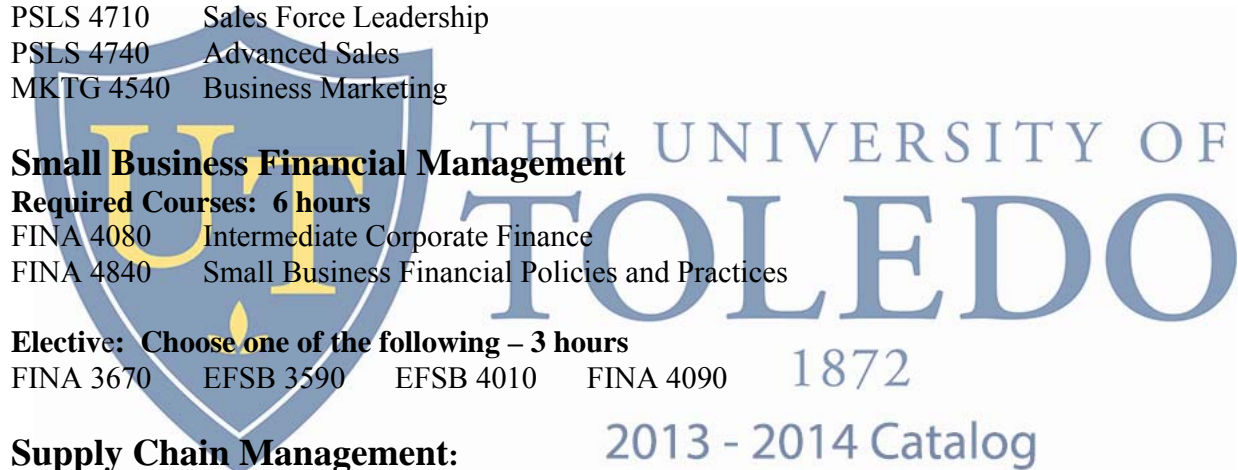 PSLS 4710 Sales Force Leadership
PSLS 4740 Advanced Sales
MKTG 4540 Business Marketing
THE UNIVERSITY OF
TOLEDO
1872
2013 - 2014 Catalog
UT
Small Business Financial Management
Required Courses: 6 hours
FINA 4080 Intermediate Corporate Finance
FINA 4840 Small Business Financial Policies and Practices
Elective: Choose one of the following – 3 hours
FINA 3670 EFSB 3590 EFSB 4010 FINA 4090
Supply Chain Management: